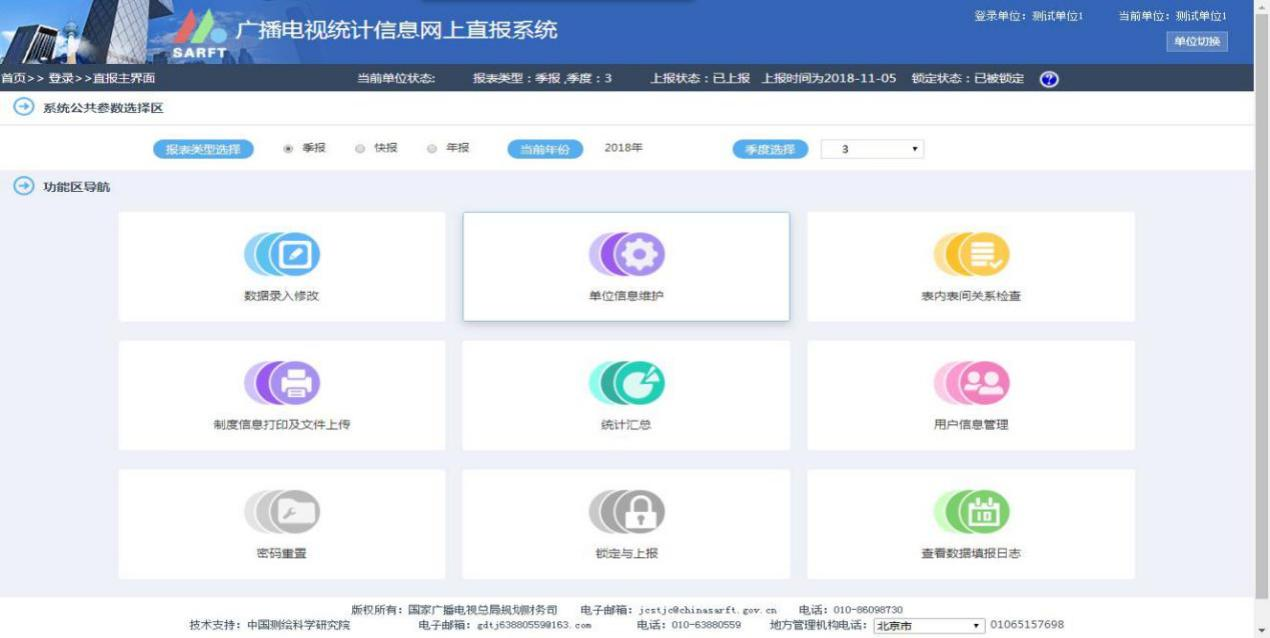 登录单位：测试单位1 当前单位：测试单位1
SARFT 广播电视统计信息网上直报系统
单位切换
首页>> 登录>>直报主界面 当前单位状态: 报表类型：季报 ,季度：3 上报状态：已上报 上报时间为2018-11-05 锁定状态：已被锁定 ?
系统公共参数选择区
报表类型选择 季报 快报 年报 当前年份 2018年 季度选择 3
功能区导航
数据录入修改 单位信息维护 表内表间关系检查
制度信息打印及文件上传 统计汇总 用户信息管理
密码重置 锁定与上报 查看数据填报日志
版权所有：国家广播电视总局规划财务司 电子邮箱：jcstjc@chinasarft.gov.cn 电话：010-86098730
技术支持：中国测绘科学研究院 电子邮箱：gdtj63880559@163.com 电话：010-63880559 地方管理机构电话： 北京市 01065157698